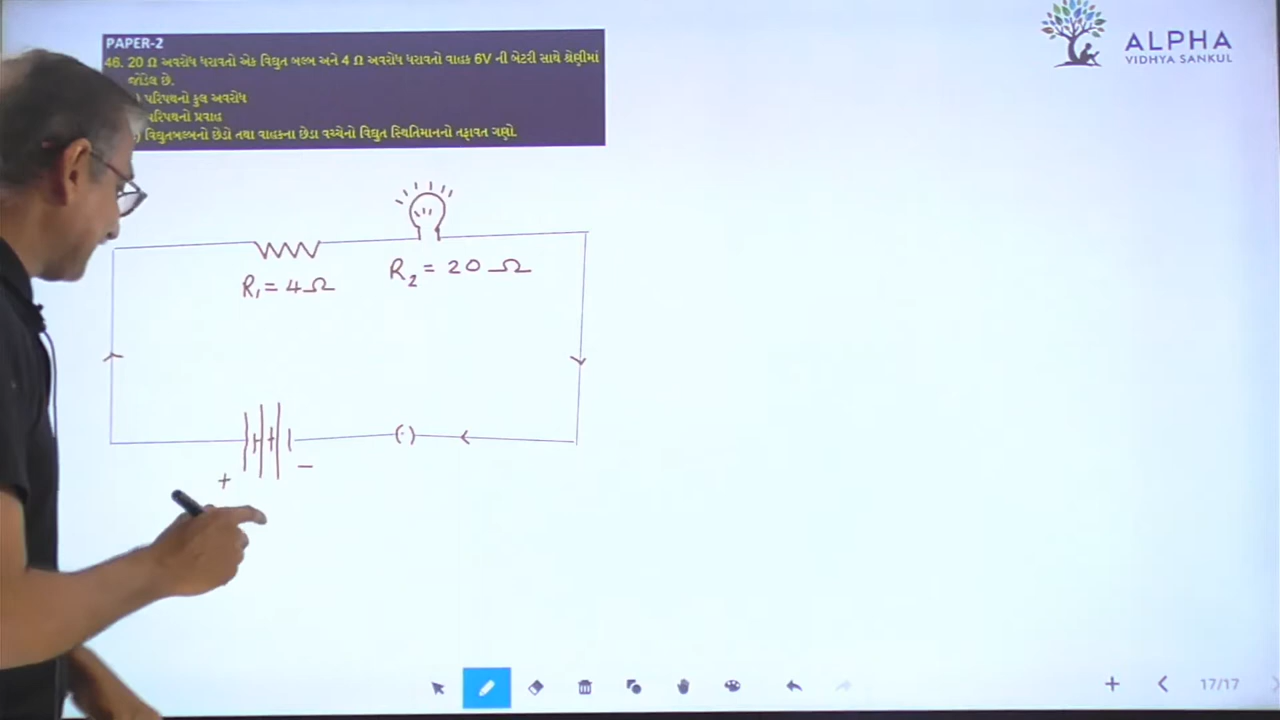 PAPER-2
46. 20 Ω અવરોધ ધરાવતો એક વિદ્યુત બલ્બ અને 4 Ω અવરોધ ધરાવતો વાહક 6V ની બેટરી સાથે શ્રેણીમાં
જોડેલ છે.
) પરિપથનો કુલ અવરોધ
પરિપથનો પ્રવાહ
) વિદ્યુતબલ્બનો છેડો તથા વાહકના છેડા વચ્ચેનો વિદ્યુત સ્થિતિમાનનો તફાવત ગણો.
ALPHA
VIDHYA SANKUL
R₁ = 4Ω
R₂ = 20 Ω
(·)
+ −
17/17